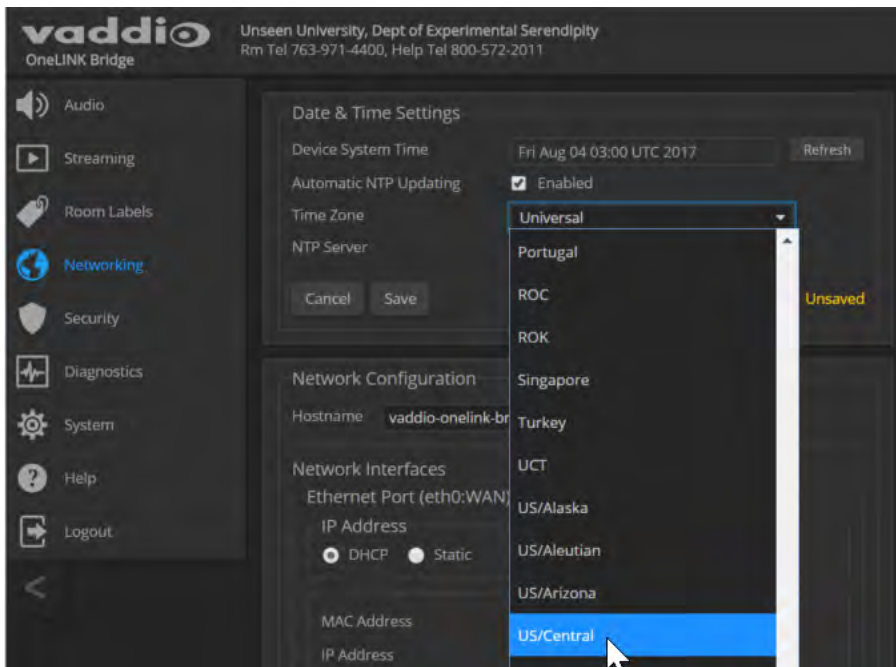 vaddio
OneLINK Bridge
Unseen University, Dept of Experimental Serendipity
Rm Tel 763-971-4400, Help Tel 800-572-2011
Audio
Streaming
Room Labels
Networking
Security
Diagnostics
System
Help
Logout
Date & Time Settings
Device System Time Fri Aug 04 03:00 UTC 2017 Refresh
Automatic NTP Updating Enabled
Time Zone Universal
NTP Server
Cancel Save Unsaved
Portugal
ROC
ROK
Singapore
Turkey
UCT
US/Alaska
US/Aleutian
US/Arizona
US/Central
Network Configuration
Hostname vaddio-onelink-br
Network Interfaces
Ethernet Port (eth0:WAN)
IP Address
DHCP Static
MAC Address
IP Address